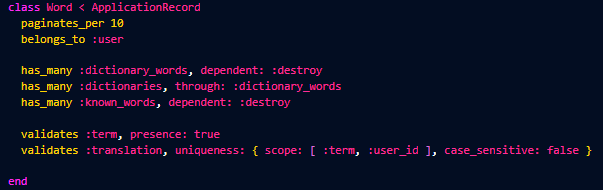 class Word < ApplicationRecord
paginates_per 10
belongs_to :user
has_many :dictionary_words, dependent: :destroy
has_many :dictionaries, through: :dictionary_words
has_many :known_words, dependent: :destroy
validates :term, presence: true
validates :translation, uniqueness: { scope: [ :term, :user_id ], case_sensitive: false }
end